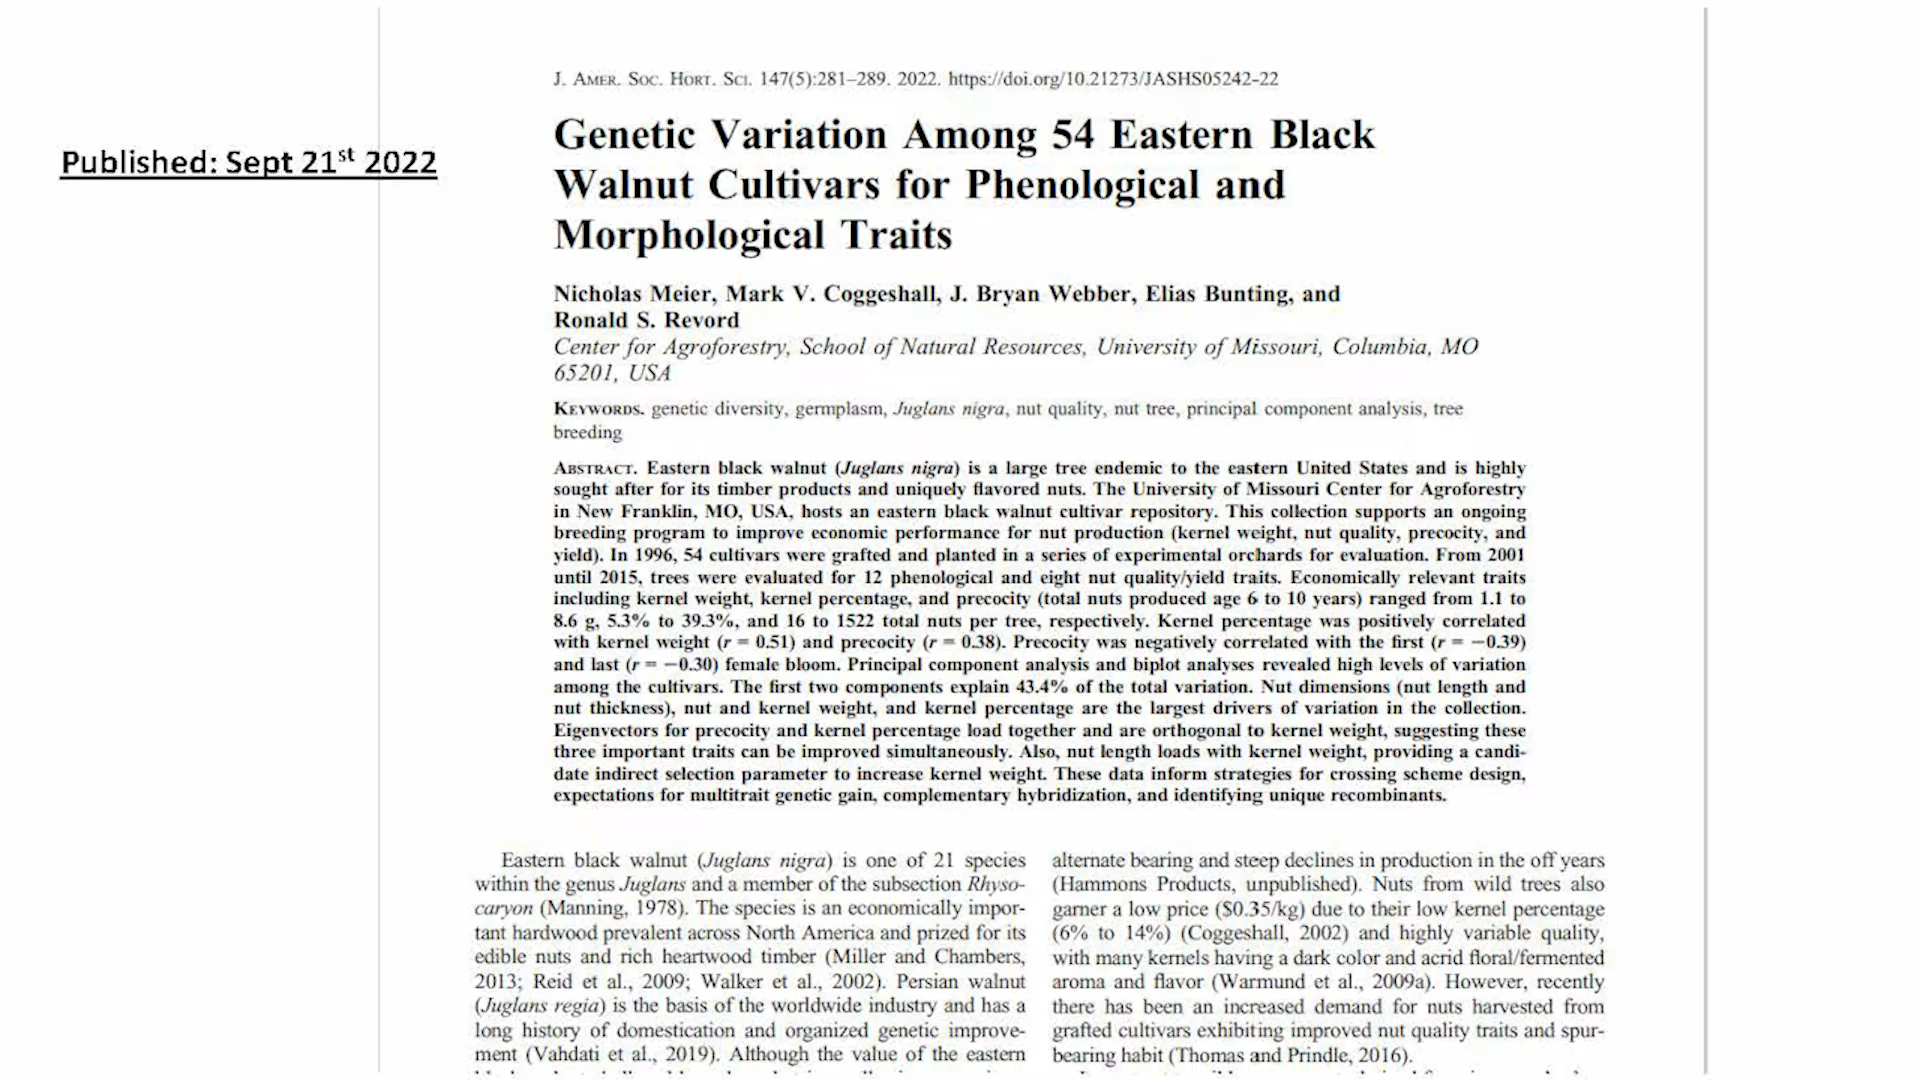 J. AMER. SOC. HORT. SCI. 147(5):281–289. 2022. https://doi.org/10.21273/JASHS05242-22
Genetic Variation Among 54 Eastern Black
Walnut Cultivars for Phenological and
Morphological Traits
Published: Sept 21st 2022
Nicholas Meier, Mark V. Coggeshall, J. Bryan Webber, Elias Bunting, and
Ronald S. Revord
Center for Agroforestry, School of Natural Resources, University of Missouri, Columbia, MO
65201, USA
KEYWORDS. genetic diversity, germplasm, Juglans nigra, nut quality, nut tree, principal component analysis, tree
breeding
ABSTRACT. Eastern black walnut (Juglans nigra) is a large tree endemic to the eastern United States and is highly
sought after for its timber products and uniquely flavored nuts. The University of Missouri Center for Agroforestry
in New Franklin, MO, USA, hosts an eastern black walnut cultivar repository. This collection supports an ongoing
breeding program to improve economic performance for nut production (kernel weight, nut quality, precocity, and
yield). In 1996, 54 cultivars were grafted and planted in a series of experimental orchards for evaluation. From 2001
until 2015, trees were evaluated for 12 phenological and eight nut quality/yield traits. Economically relevant traits
including kernel weight, kernel percentage, and precocity (total nuts produced age 6 to 10 years) ranged from 1.1 to
8.6 g, 5.3% to 39.3%, and 16 to 1522 total nuts per tree, respectively. Kernel percentage was positively correlated
with kernel weight (r = 0.51) and precocity (r = 0.38). Precocity was negatively correlated with the first (r = −0.39)
and last (r = −0.30) female bloom. Principal component analysis and biplot analyses revealed high levels of variation
among the cultivars. The first two components explain 43.4% of the total variation. Nut dimensions (nut length and
nut thickness), nut and kernel weight, and kernel percentage are the largest drivers of variation in the collection.
Eigenvectors for precocity and kernel percentage load together and are orthogonal to kernel weight, suggesting these
three important traits can be improved simultaneously. Also, nut length loads with kernel weight, providing a candi-
date indirect selection parameter to increase kernel weight. These data inform strategies for crossing scheme design,
expectations for multitrait genetic gain, complementary hybridization, and identifying unique recombinants.
Eastern black walnut (Juglans nigra) is one of 21 species
within the genus Juglans and a member of the subsection Rhyso-
caryon (Manning, 1978). The species is an economically impor-
tant hardwood prevalent across North America and prized for its
edible nuts and rich heartwood timber (Miller and Chambers,
2013; Reid et al., 2009; Walker et al., 2002). Persian walnut
(Juglans regia) is the basis of the worldwide industry and has a
long history of domestication and organized genetic improve-
ment (Vahdati et al., 2019). Although the value of the eastern
alternate bearing and steep declines in production in the off years
(Hammons Products, unpublished). Nuts from wild trees also
garner a low price ($0.35/kg) due to their low kernel percentage
(6% to 14%) (Coggeshall, 2002) and highly variable quality,
with many kernels having a dark color and acrid floral/fermented
aroma and flavor (Warmund et al., 2009a). However, recently
there has been an increased demand for nuts harvested from
grafted cultivars exhibiting improved nut quality traits and spur-
bearing habit (Thomas and Prindle, 2016).